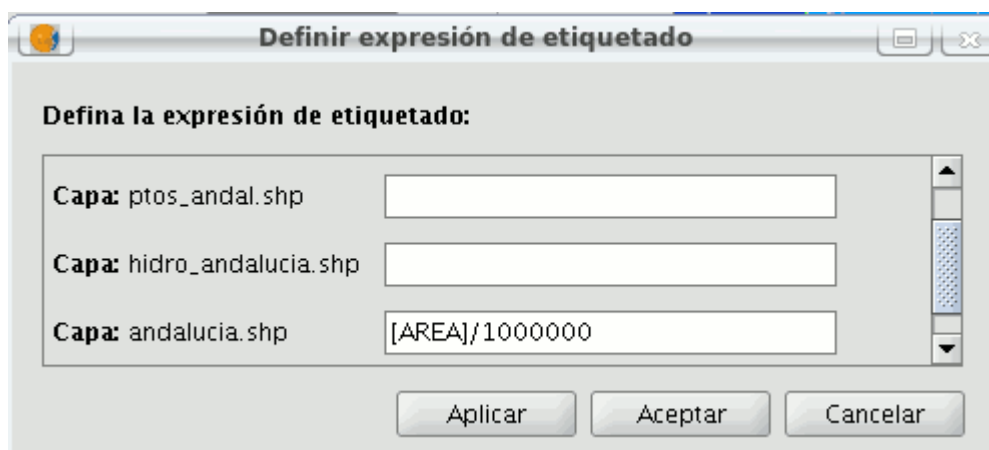 Definir expresión de etiquetado
Defina la expresión de etiquetado:
Capa: ptos_andal.shp
Capa: hidro_andalucia.shp
Capa: andalucia.shp [AREA]/1000000
Aplicar Aceptar Cancelar